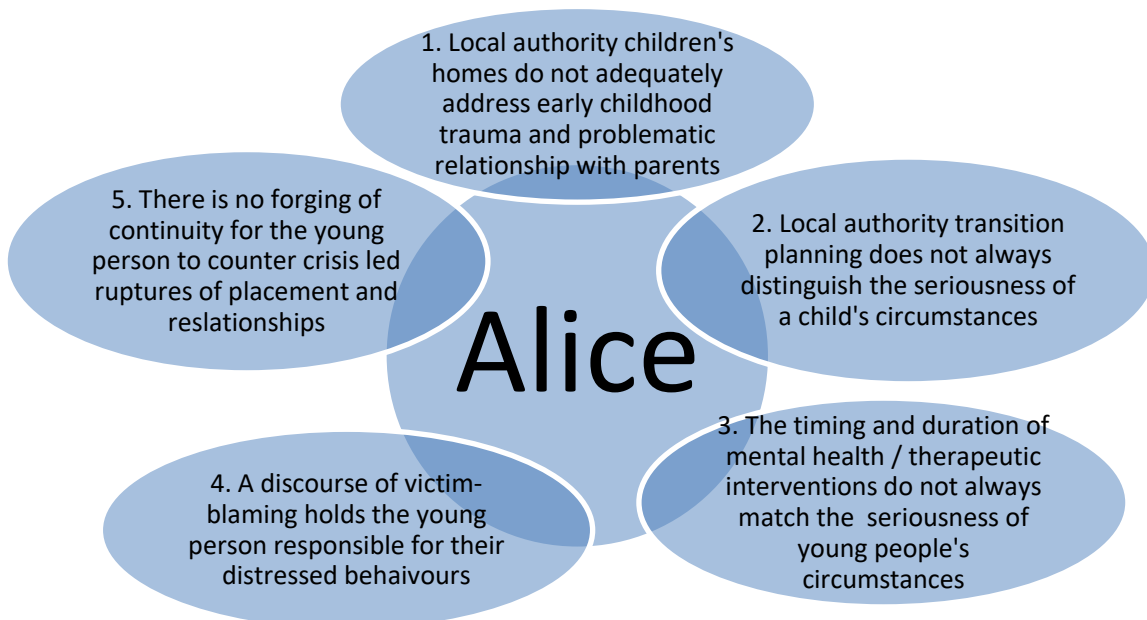 1. Local authority children's
homes do not adequately
address early childhood
trauma and problematic
relationship with parents
2. Local authority transition
planning does not always
distinguish the seriousness of
a child's circumstances
3. The timing and duration of
mental health / therapeutic
interventions do not always
match the  seriousness of
young people's
circumstances
4. A discourse of victim-
blaming holds the young
person responsible for their
distressed behaivours
5. There is no forging of
continuity for the young
person to counter crisis led
ruptures of placement and
reslationships
Alice